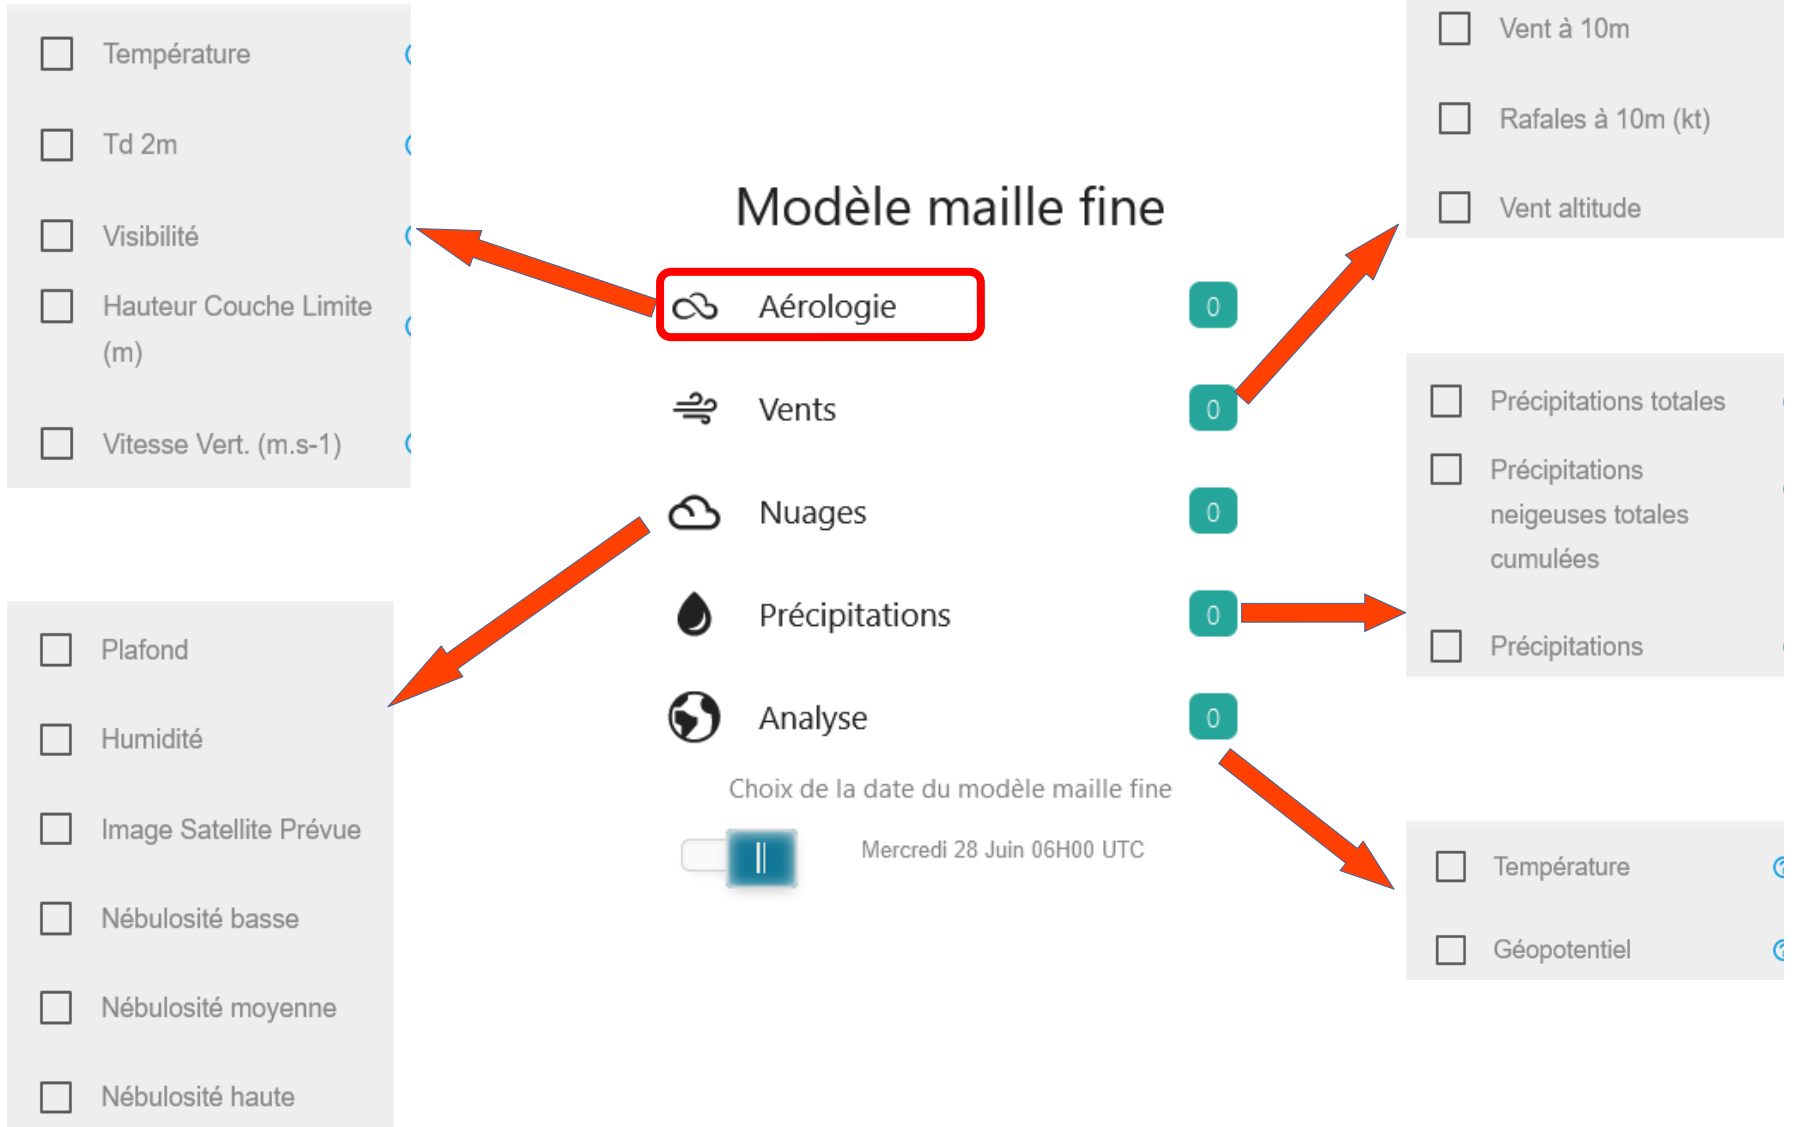 Température
Td 2m
Visibilité
Hauteur Couche Limite
(m)
Vitesse Vert. (m.s-1)
Plafond
Humidité
Image Satellite Prévue
Nébulosité basse
Nébulosité moyenne
Nébulosité haute
Modèle maille fine
Aérologie
0
Vents
0
Nuages
0
Précipitations
0
Analyse
0
Choix de la date du modèle maille fine
Mercredi 28 Juin 06H00 UTC
Vent à 10m
Rafales à 10m (kt)
Vent altitude
Précipitations totales
Précipitations
neigeuses totales
cumulées
Précipitations
Température
Géopotentiel